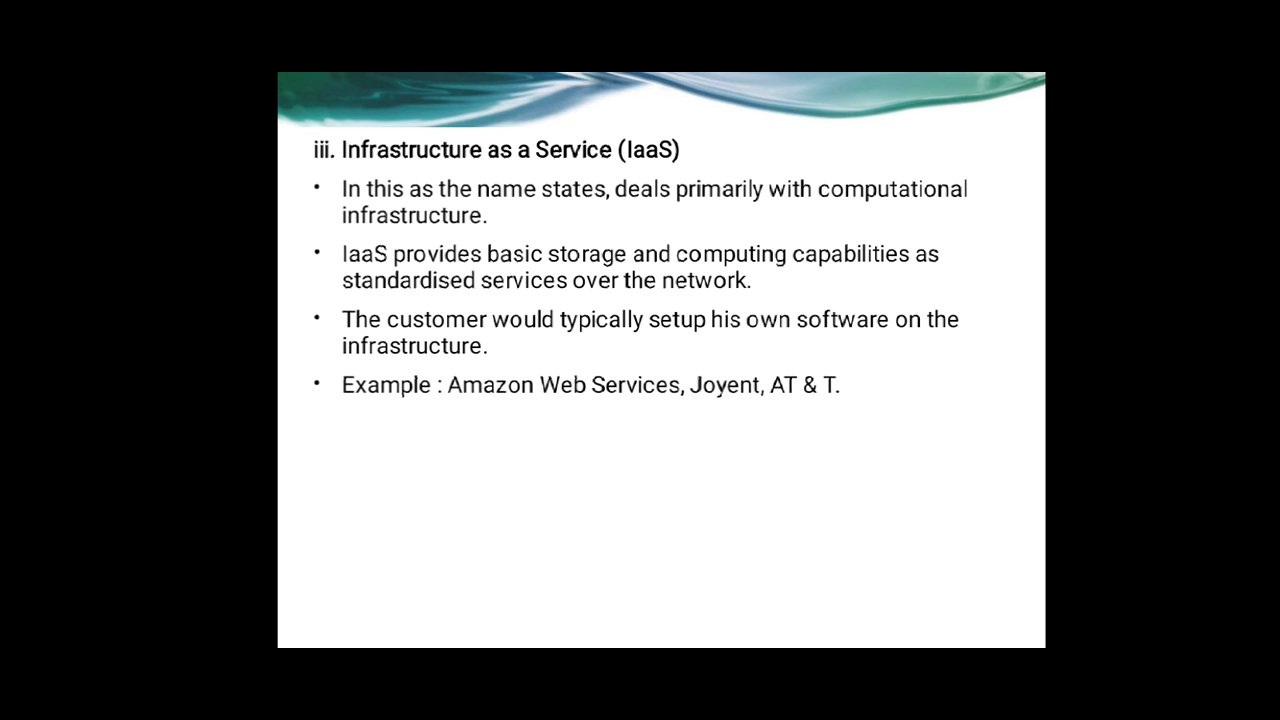 iii. Infrastructure as a Service (IaaS)
• In this as the name states, deals primarily with computational
infrastructure.
• IaaS provides basic storage and computing capabilities as
standardised services over the network.
• The customer would typically setup his own software on the
infrastructure.
• Example : Amazon Web Services, Joyent, AT & T.